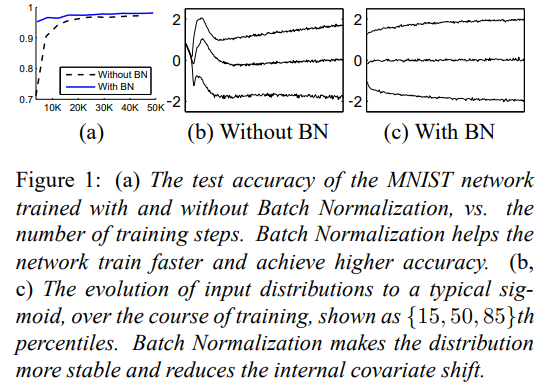 1
0.9
0.8
0.7
10K 20K 30K 40K 50K
Without BN
With BN
2
0
-2
2
0
-2
(a)
(b) Without BN
(c) With BN
Figure 1: (a) The test accuracy of the MNIST network
trained with and without Batch Normalization, vs. the
number of training steps. Batch Normalization helps the
network train faster and achieve higher accuracy. (b,
c) The evolution of input distributions to a typical sig-
moid, over the course of training, shown as {15, 50, 85}th
percentiles. Batch Normalization makes the distribution
more stable and reduces the internal covariate shift.